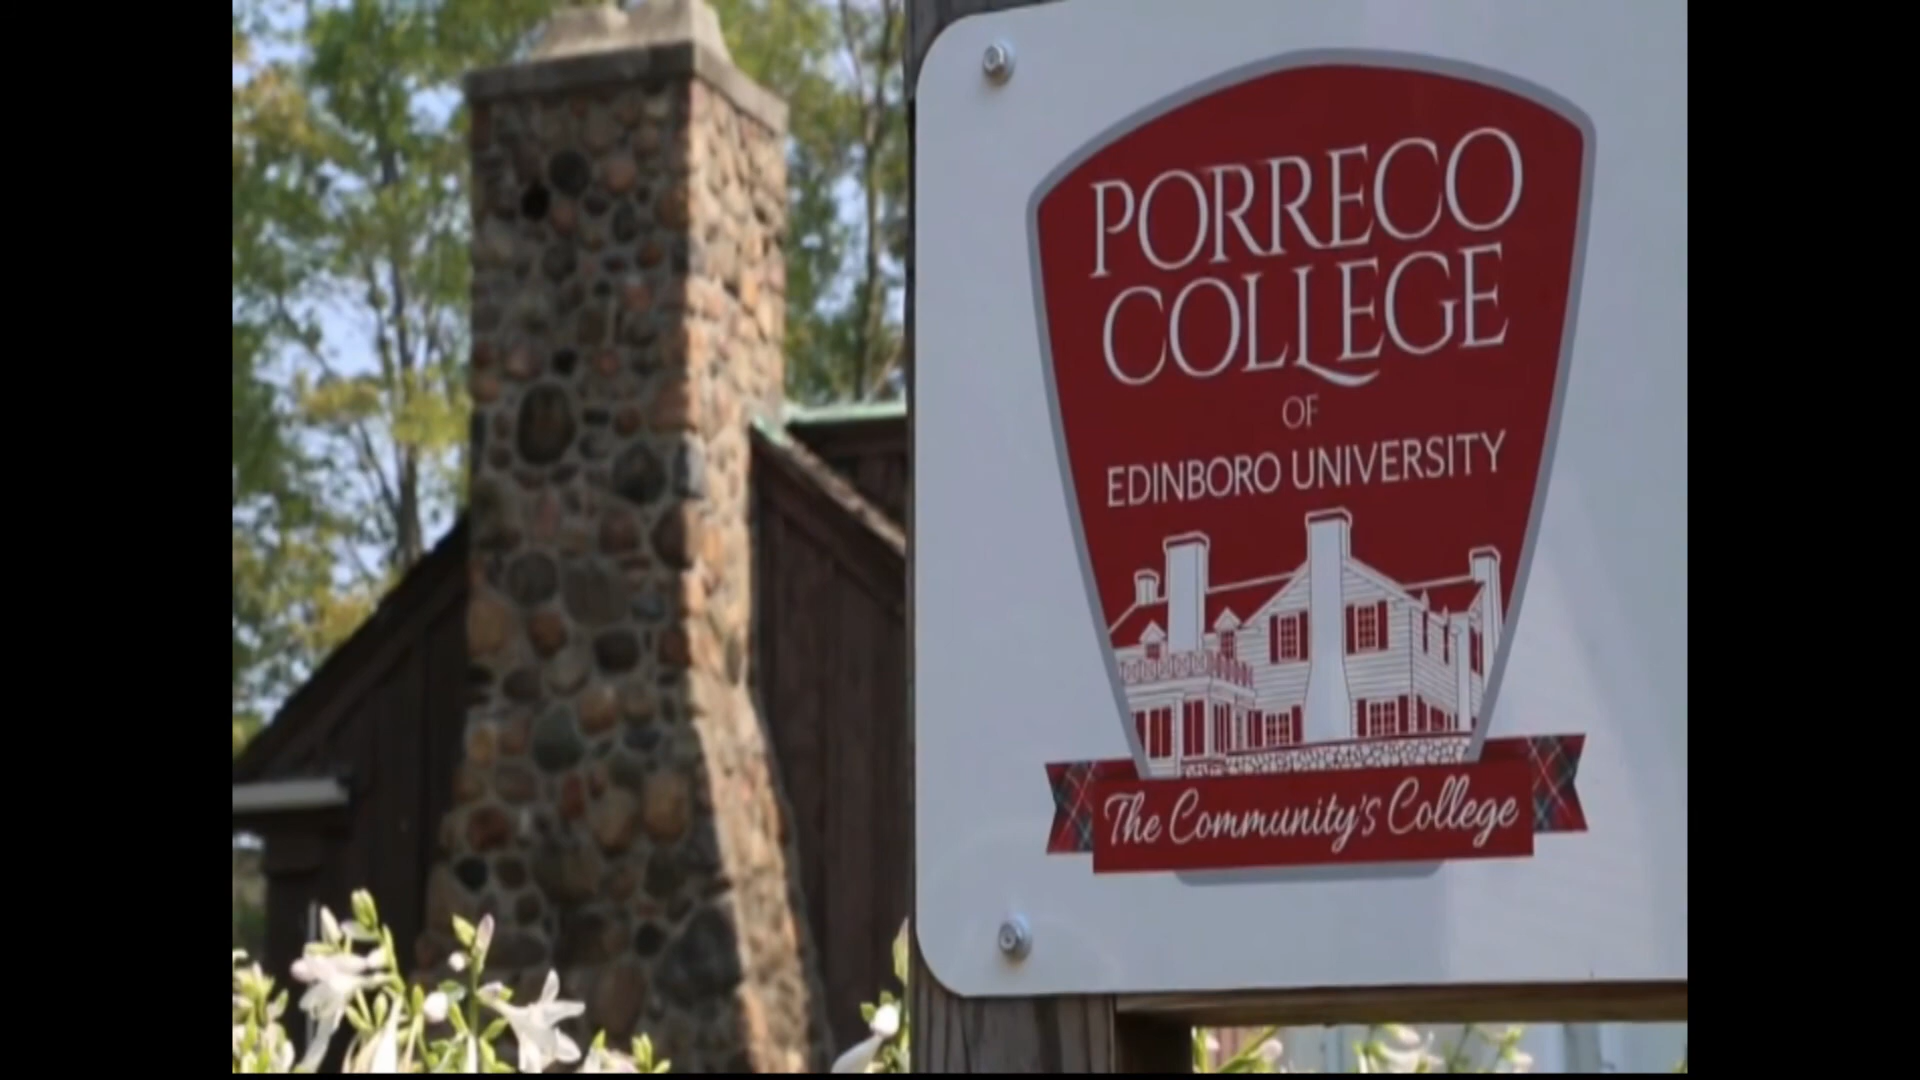 PORRECO
COLLEGE
OF
EDINBORO UNIVERSITY
The Community's College